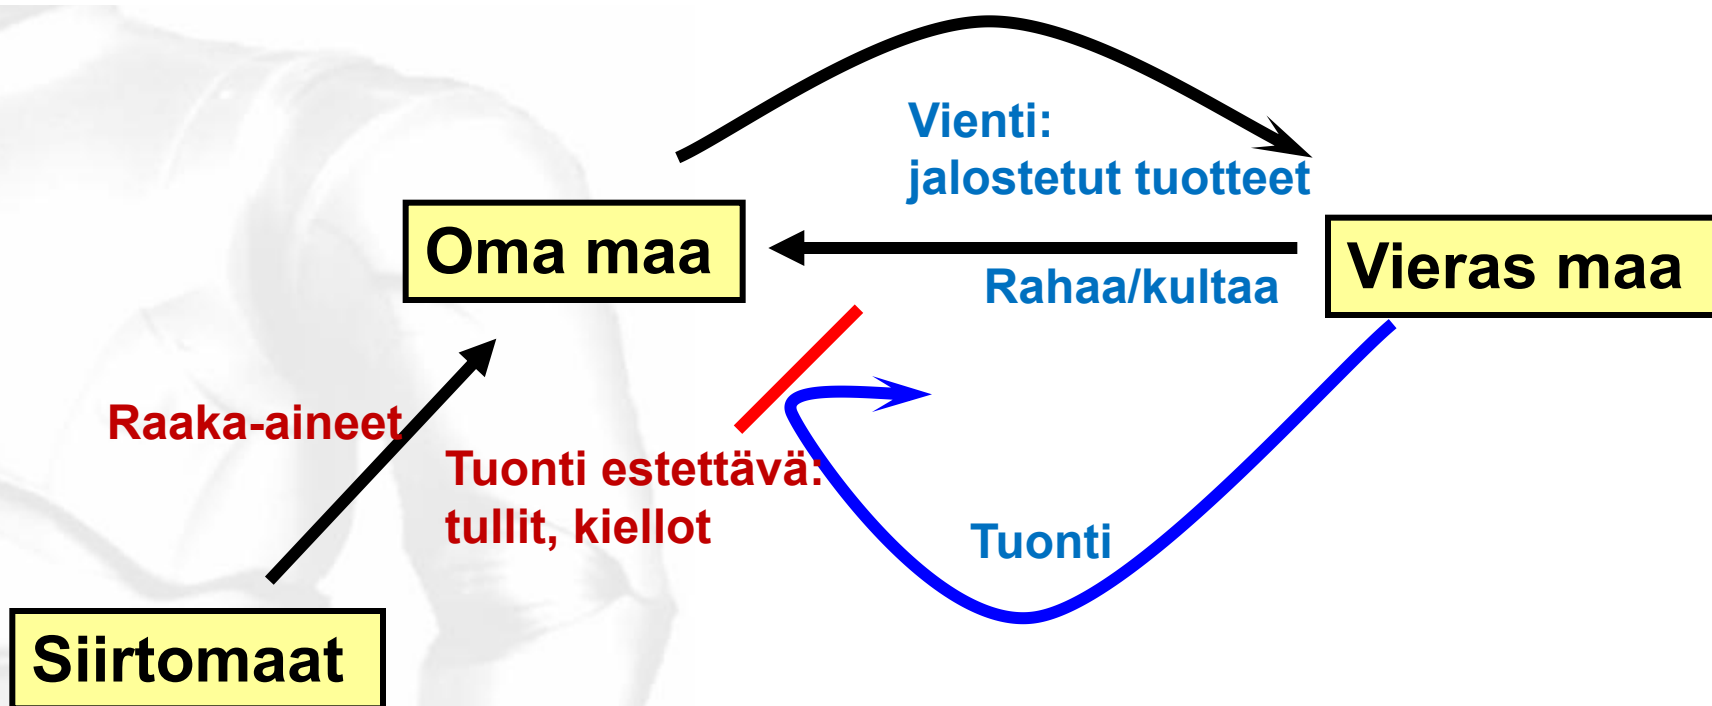 Vienti:
jalostetut tuotteet
Oma maa
Vieras maa
Rahaa/kultaa
Raaka-aineet
Tuonti estettävä:
tullit, kiellot
Tuonti
Siirtomaat